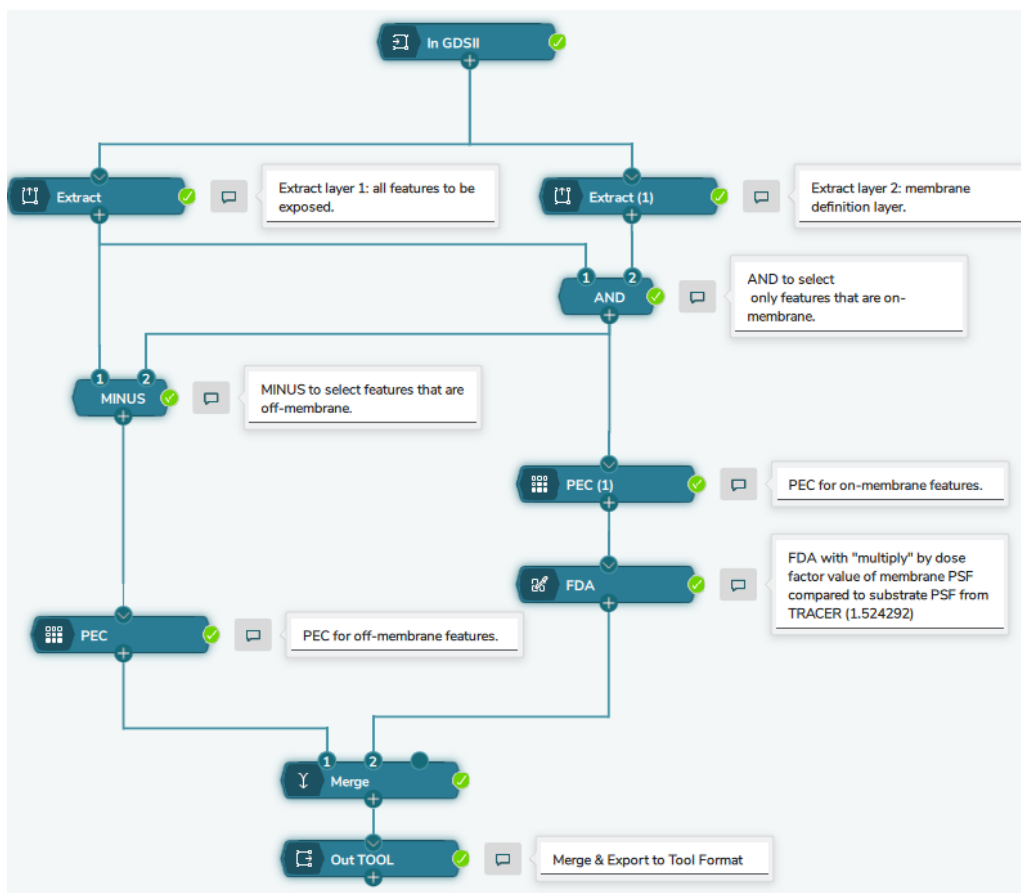 In GDSII
Extract
Extract layer 1: all features to be
exposed.
Extract (1)
Extract layer 2: membrane
definition layer.
1
2
AND
AND to select
only features that are on-
membrane.
1
2
MINUS
MINUS to select features that are
off-membrane.
PEC (1)
PEC for on-membrane features.
FDA
FDA with "multiply" by dose
factor value of membrane PSF
compared to substrate PSF from
TRACER (1.524292)
PEC
PEC for off-membrane features.
1
2
Merge
Out TOOL
Merge & Export to Tool Format